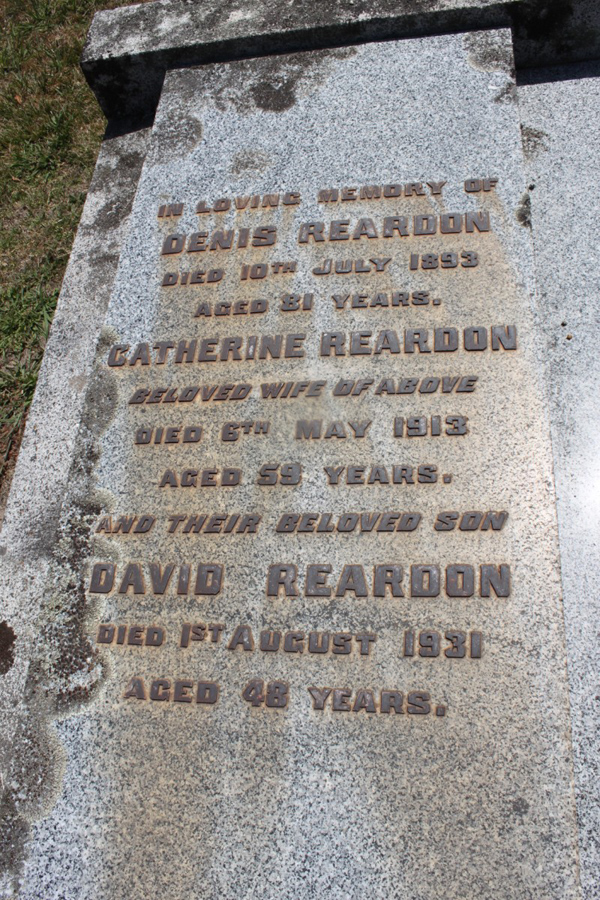 IN LOVING MEMORY OF
DENIS REARDON
DIED 10TH JULY 1893
AGED 81 YEARS.
CATHERINE REARDON
BELOVED WIFE OF ABOVE
DIED 6TH MAY 1913
AGED 59 YEARS.
AND THEIR BELOVED SON
DAVID REARDON
DIED 1ST AUGUST 1931
AGED 48 YEARS.